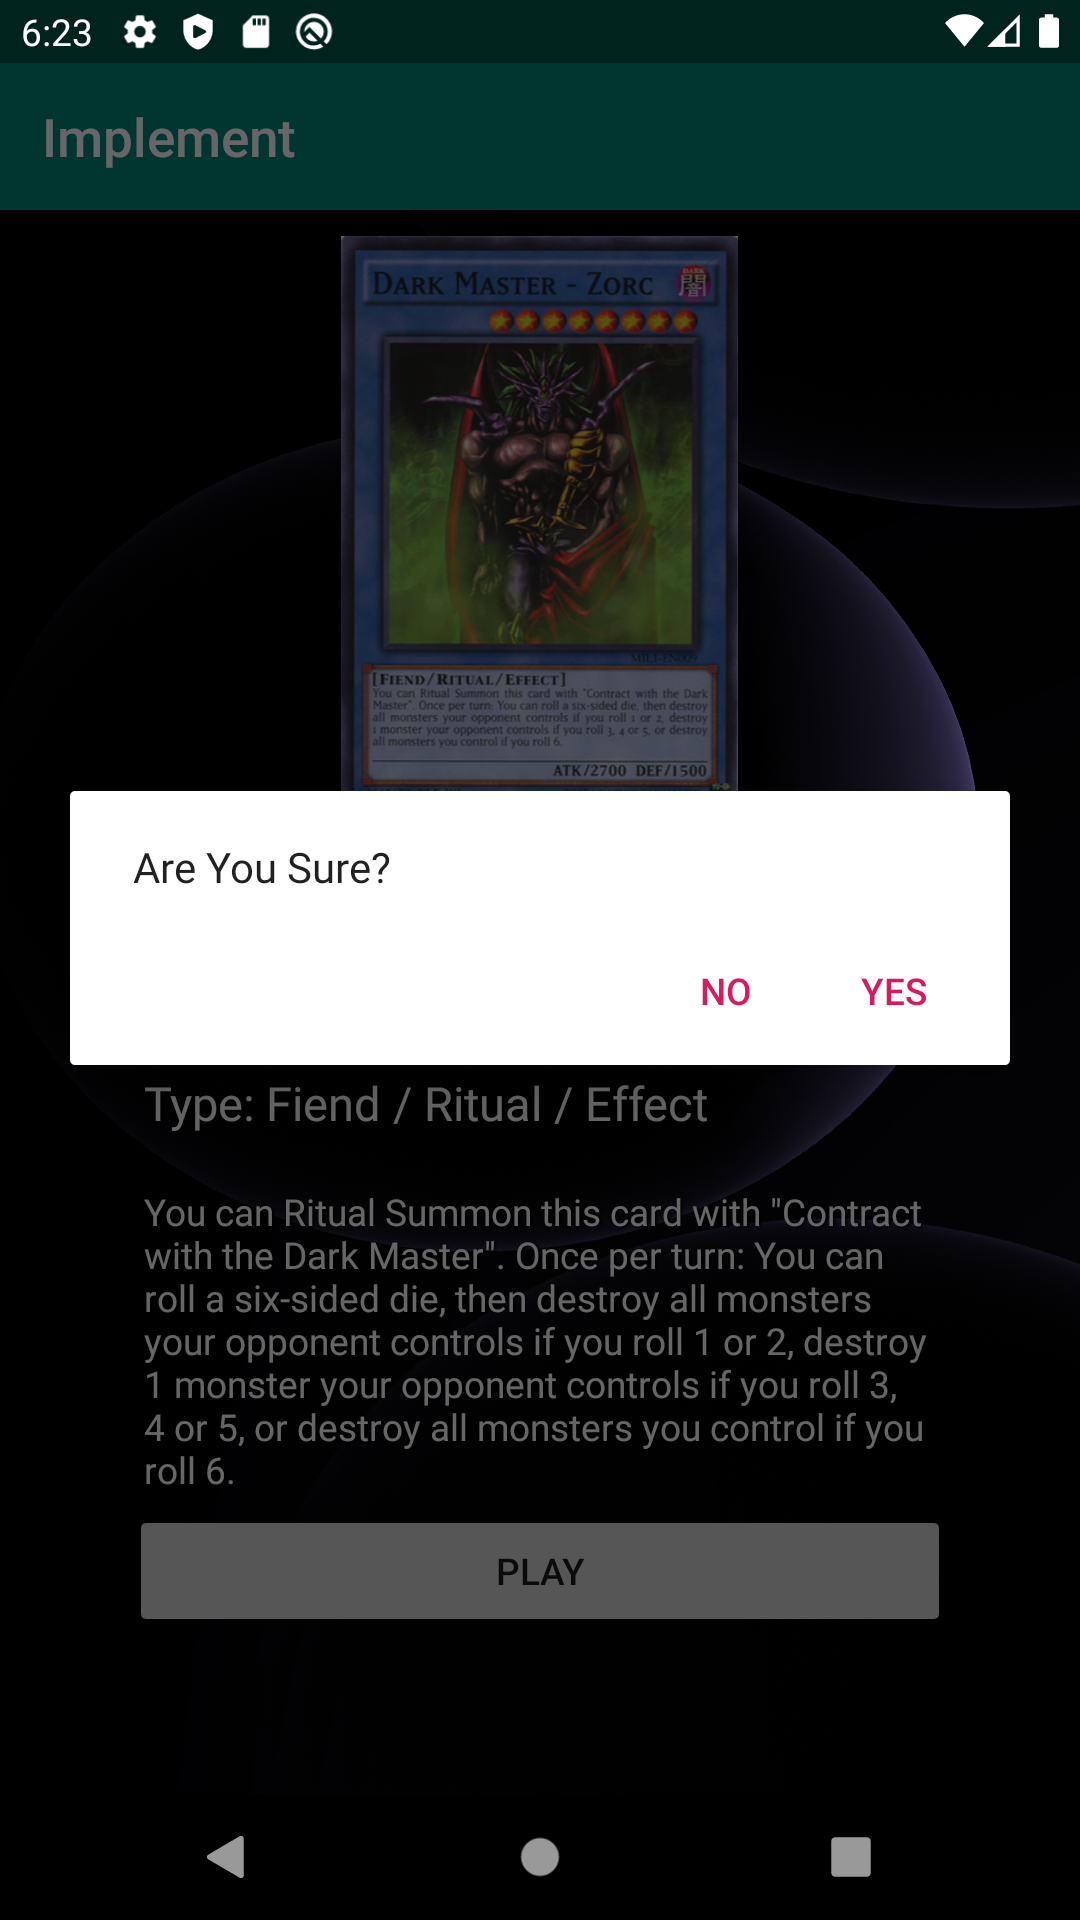 6:23
Implement
DARK MASTER - ZORC
DARK
闇
MIL1-EN009
[FIEND/RITUAL/EFFECT]
You can Ritual Summon this card with "Contract with the Dark
Master". Once per turn: You can roll a six-sided die, then destroy
all monsters your opponent controls if you roll 1 or 2, destroy
1 monster your opponent controls if you roll 3, 4 or 5, or destroy
all monsters you control if you roll 6.
ATK/2700 DEF/1500
Are You Sure?
NO YES
Type: Fiend / Ritual / Effect
You can Ritual Summon this card with "Contract
with the Dark Master". Once per turn: You can
roll a six-sided die, then destroy all monsters
your opponent controls if you roll 1 or 2, destroy
1 monster your opponent controls if you roll 3,
4 or 5, or destroy all monsters you control if you
roll 6.
PLAY